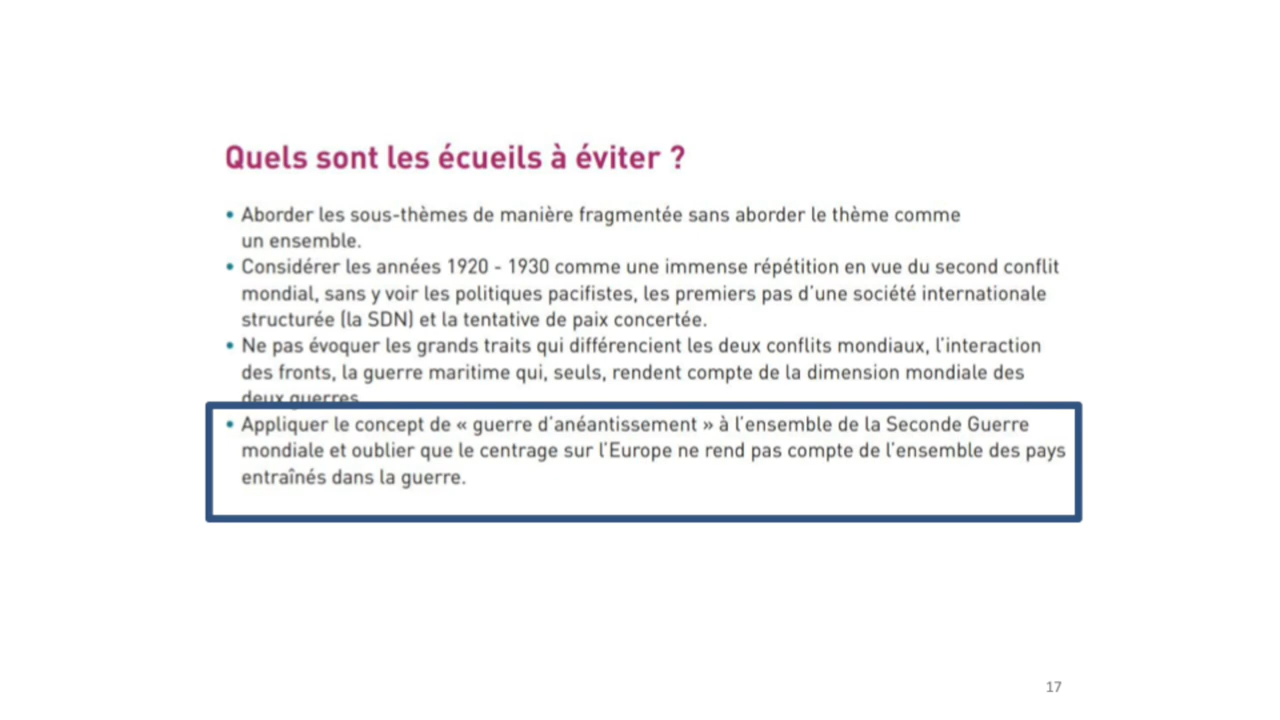 Quels sont les écueils à éviter ?
• Aborder les sous-thèmes de manière fragmentée sans aborder le thème comme
un ensemble.
• Considérer les années 1920 - 1930 comme une immense répétition en vue du second conflit
mondial, sans y voir les politiques pacifistes, les premiers pas d'une société internationale
structurée (la SDN) et la tentative de paix concertée.
• Ne pas évoquer les grands traits qui différencient les deux conflits mondiaux, l'interaction
des fronts, la guerre maritime qui, seuls, rendent compte de la dimension mondiale des
deux guerres.
• Appliquer le concept de « guerre d'anéantissement » à l'ensemble de la Seconde Guerre
mondiale et oublier que le centrage sur l'Europe ne rend pas compte de l'ensemble des pays
entraînés dans la guerre.
17